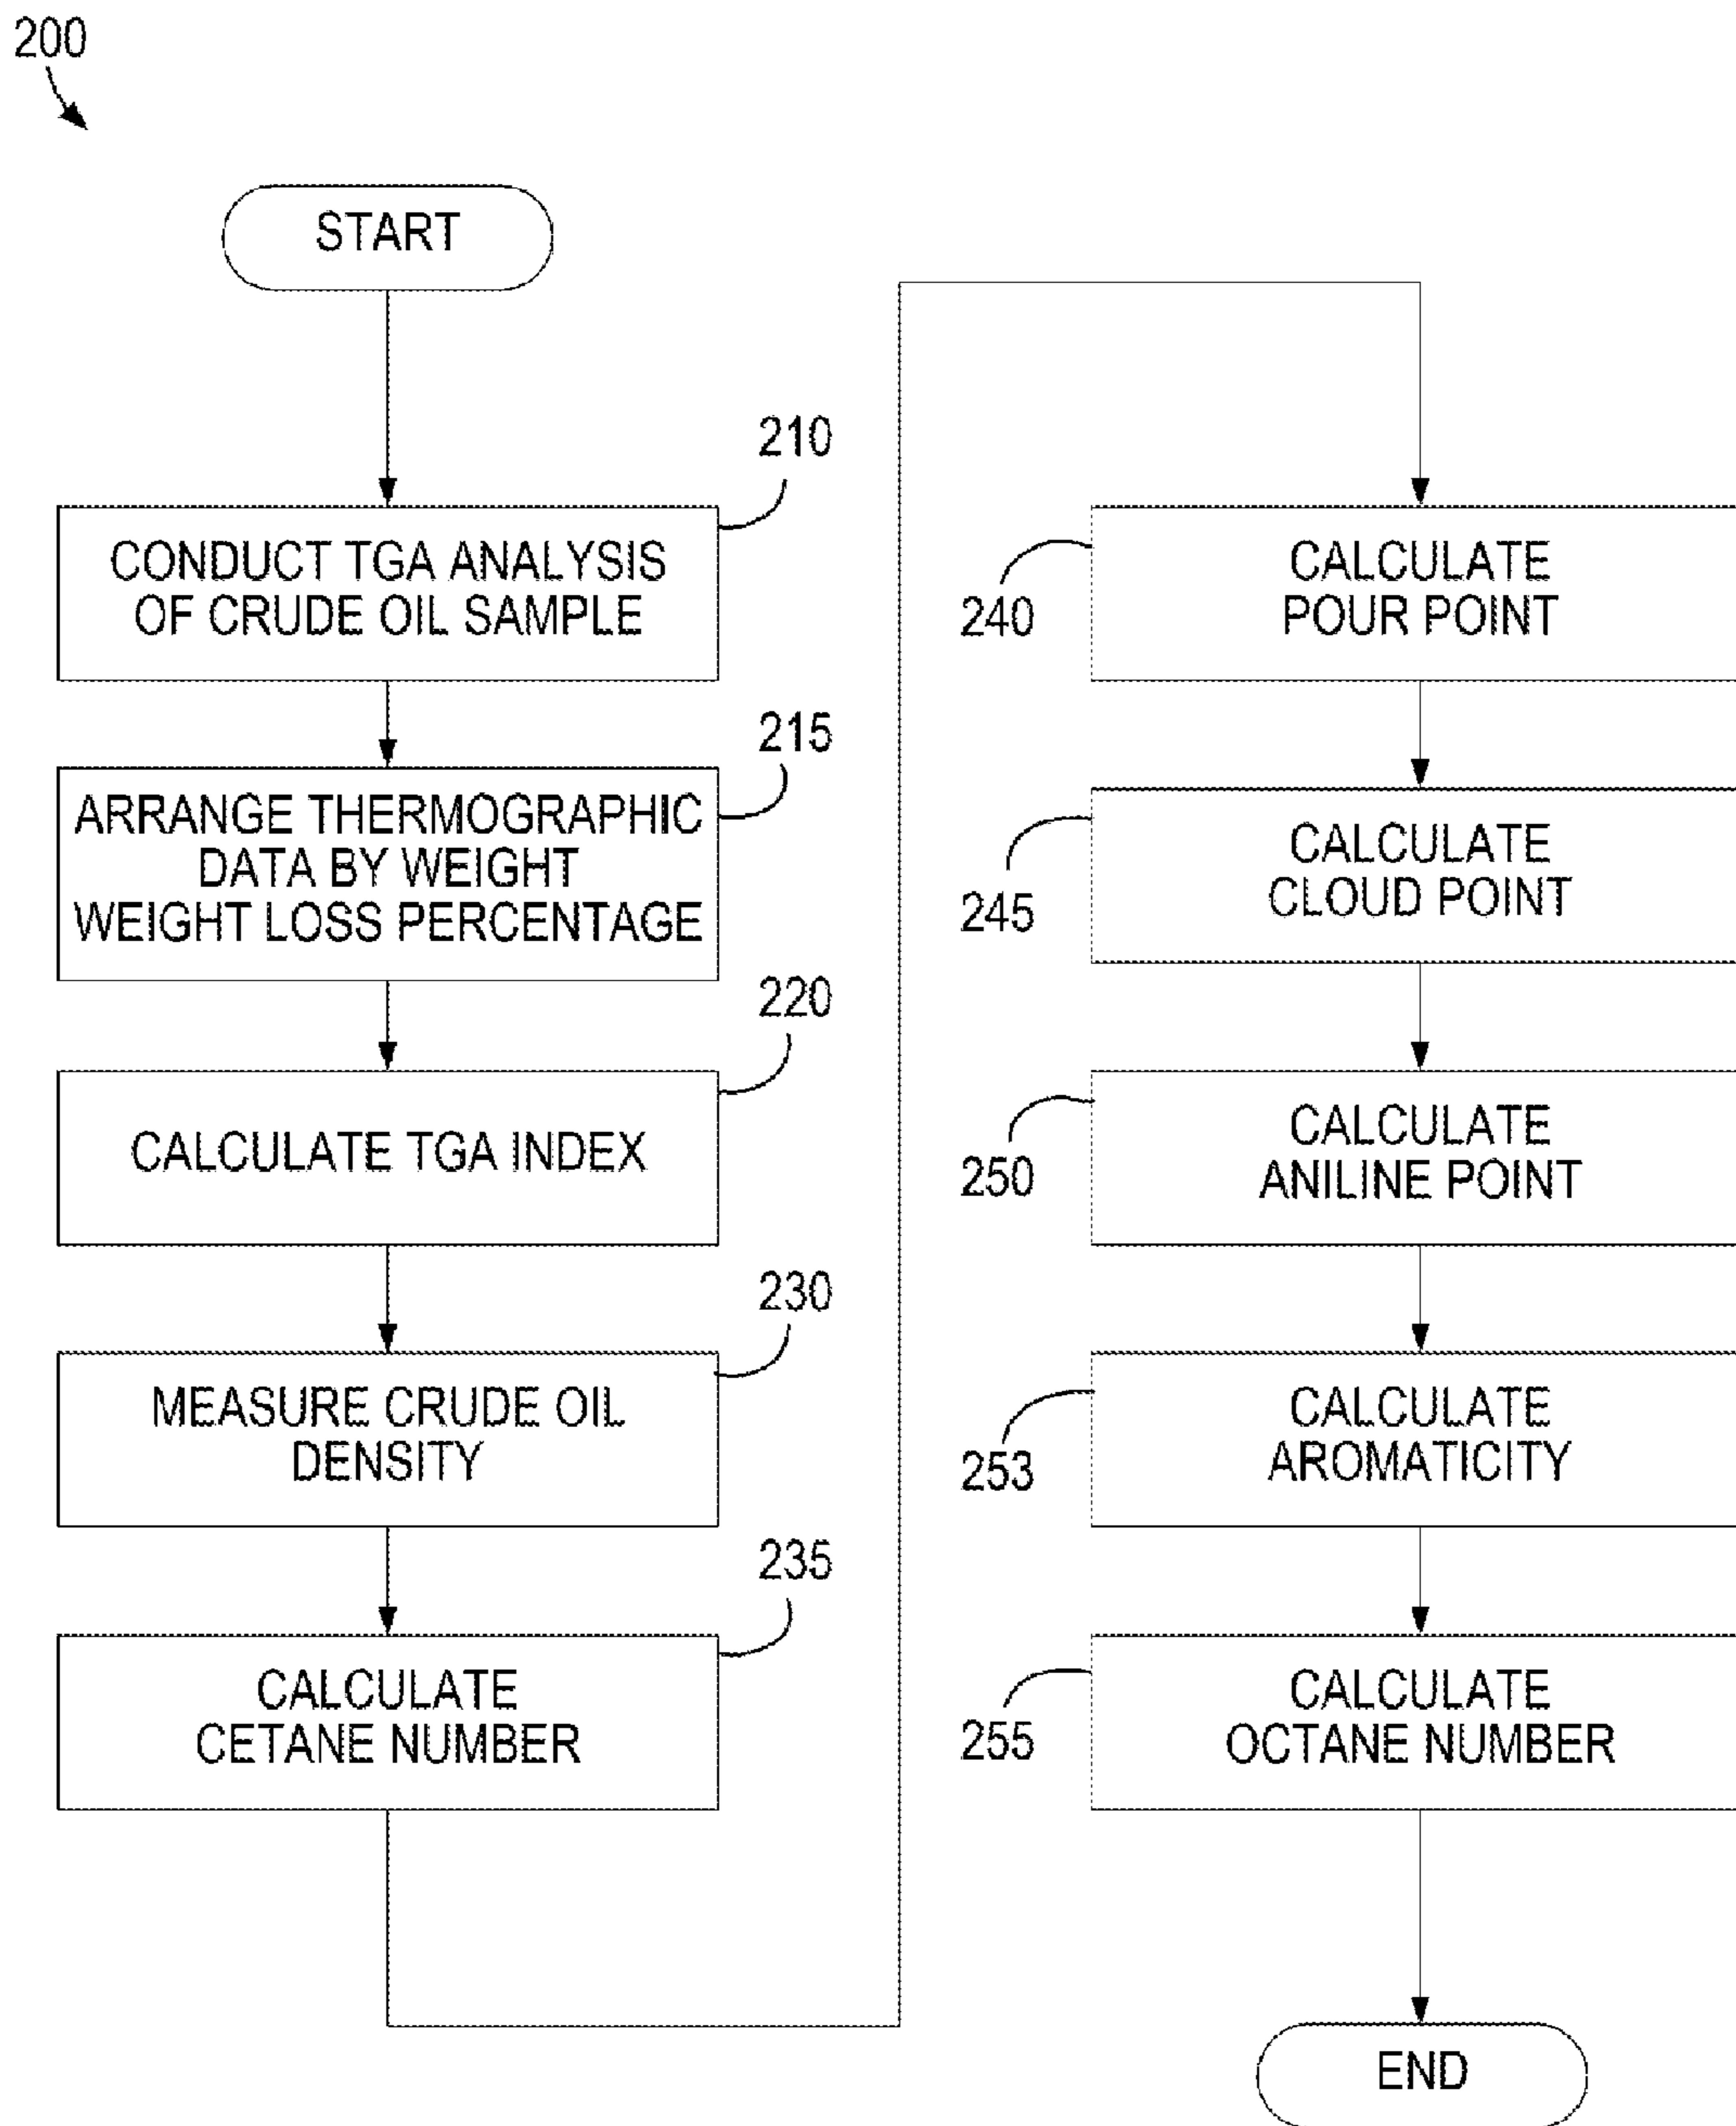 200
START
210
CONDUCT TGA ANALYSIS
OF CRUDE OIL SAMPLE
215
ARRANGE THERMOGRAPHIC
DATA BY WEIGHT
WEIGHT LOSS PERCENTAGE
220
CALCULATE TGA INDEX
230
MEASURE CRUDE OIL
DENSITY
235
CALCULATE
CETANE NUMBER
240
CALCULATE
POUR POINT
245
CALCULATE
CLOUD POINT
250
CALCULATE
ANILINE POINT
253
CALCULATE
AROMATICITY
255
CALCULATE
OCTANE NUMBER
END